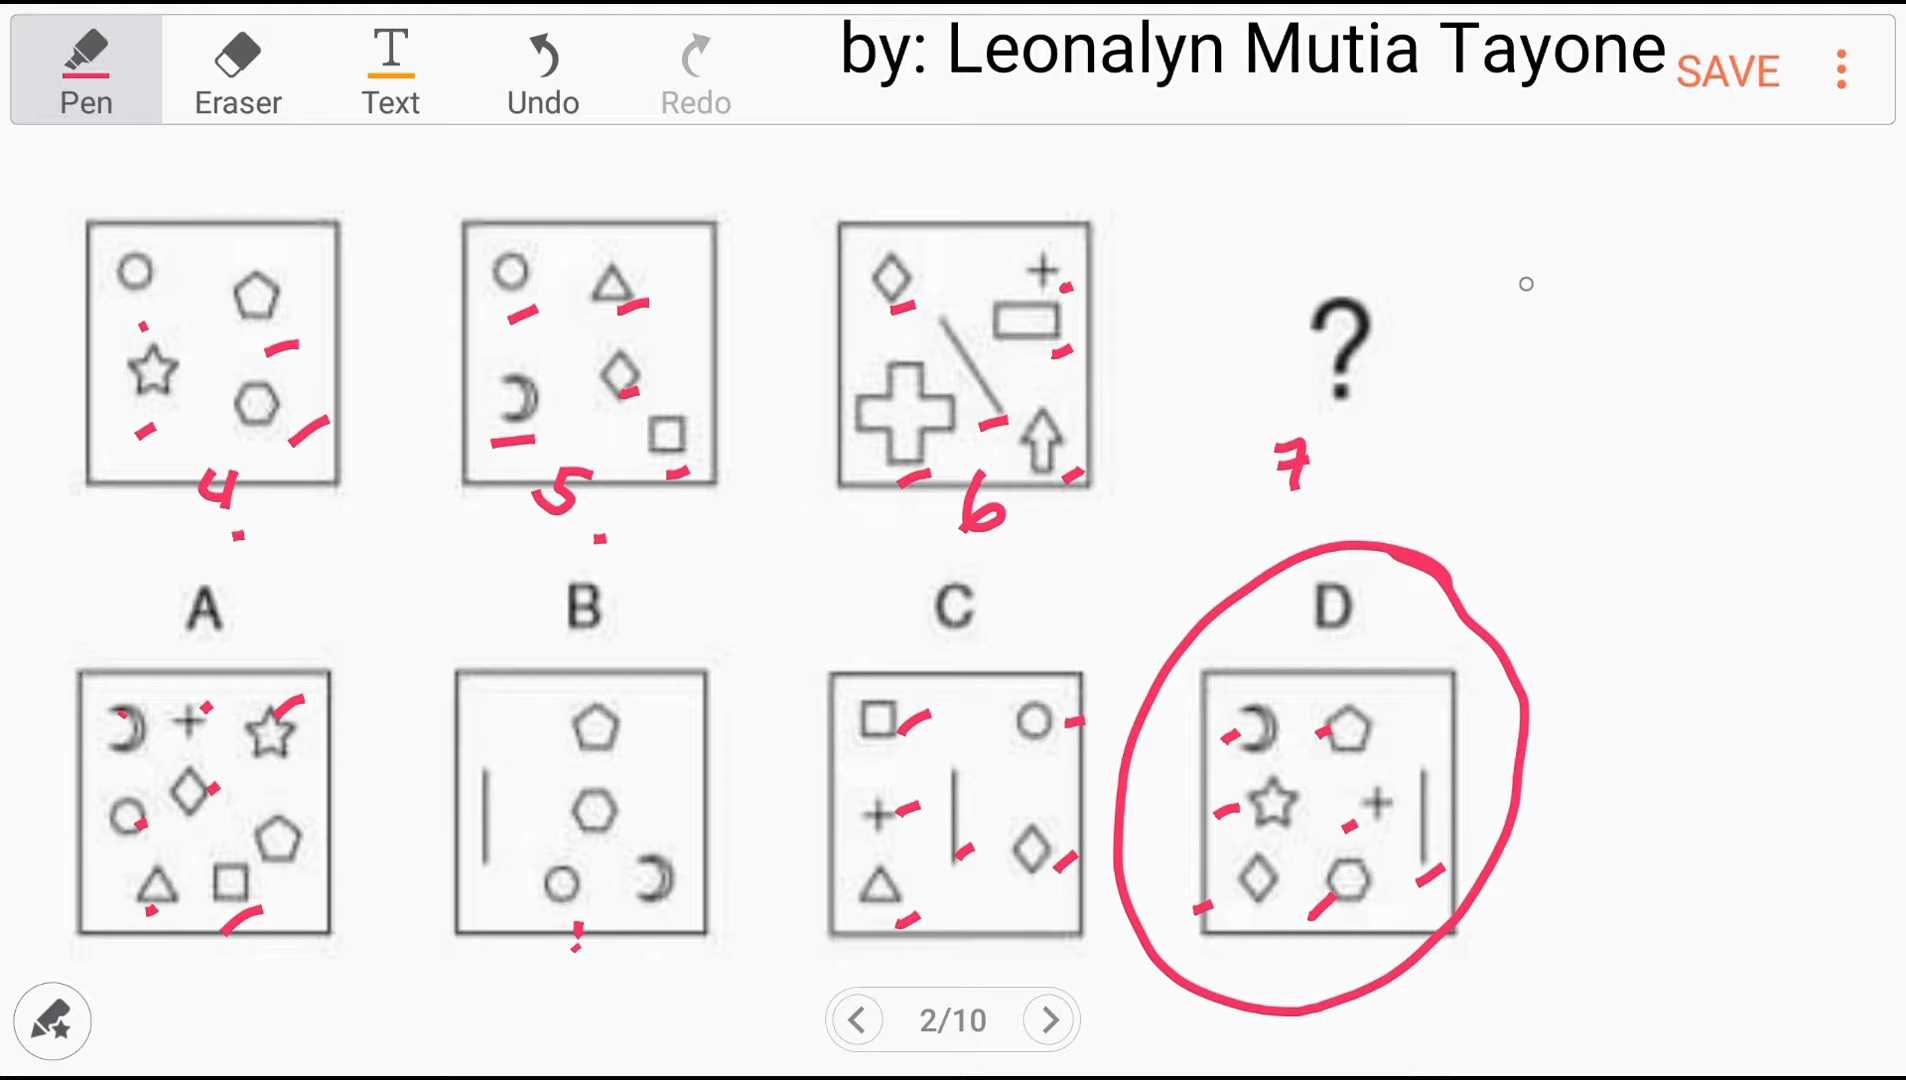 by: Leonalyn Mutia Tayone
SAVE
Pen
Eraser
Text
Undo
Redo
?
4
5
6
7
A
B
C
D
2/10